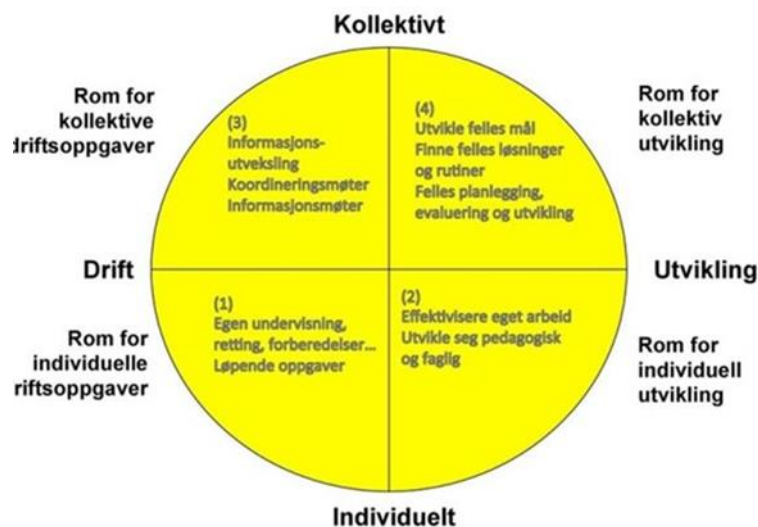 Kollektivt
Rom for
kollektive
driftsoppgaver
(3)
Informasjons-
utveksling
Koordineringsmøter
Informasjonsmøter
(4)
Utvikle felles mål
Finne felles løsninger
og rutiner
Felles planlegging,
evaluering og utvikling
Rom for
kollektiv
utvikling
Drift
Utvikling
Rom for
individuelle
riftsoppgaver
(1)
Egen undervisning,
retting, forberedelser...
Løpende oppgaver
(2)
Effektivisere eget arbeid
Utvikle seg pedagogisk
og faglig
Rom for
individuell
utvikling
Individuelt